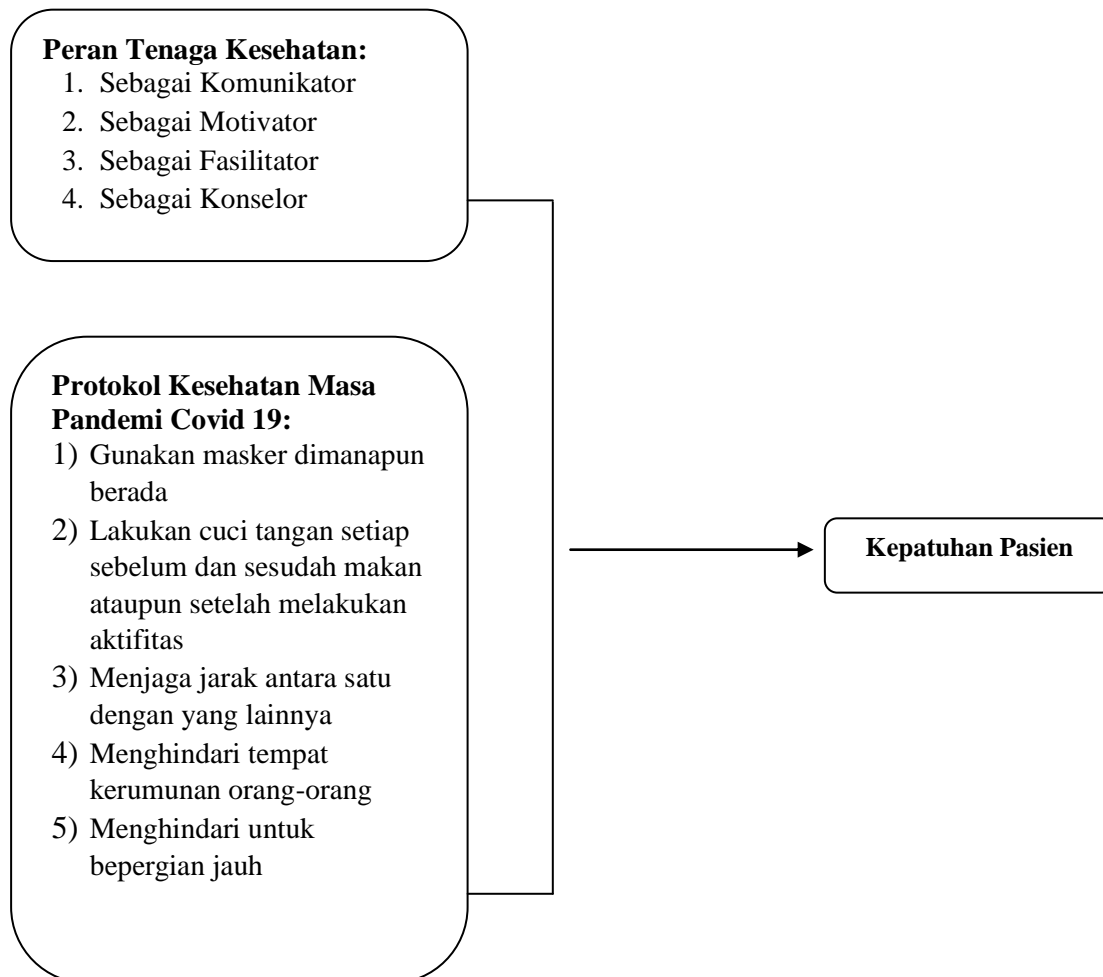 Peran Tenaga Kesehatan:
1. Sebagai Komunikator
2. Sebagai Motivator
3. Sebagai Fasilitator
4. Sebagai Konselor
Protokol Kesehatan Masa
Pandemi Covid 19:
1) Gunakan masker dimanapun
berada
2) Lakukan cuci tangan setiap
sebelum dan sesudah makan
ataupun setelah melakukan
aktifitas
3) Menjaga jarak antara satu
dengan yang lainnya
4) Menghindari tempat
kerumunan orang-orang
5) Menghindari untuk
bepergian jauh
Kepatuhan Pasien